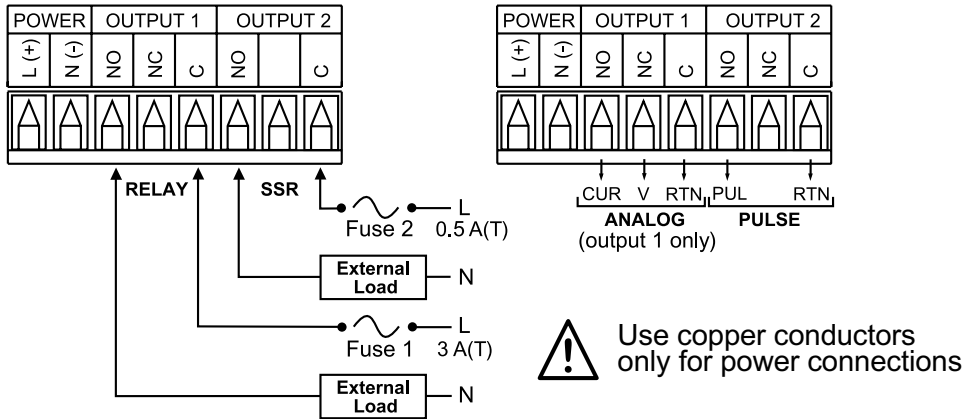 POWER OUTPUT 1 OUTPUT 2
L (+) N (-) NO NC C NO C
RELAY SSR
Fuse 2 L 0.5 A(T)
External Load N
Fuse 1 L 3 A(T)
External Load N
POWER OUTPUT 1 OUTPUT 2
L (+) N (-) NO NC C NO NC C
CUR V RTN PUL RTN
ANALOG PULSE
(output 1 only)
! Use copper conductors
only for power connections